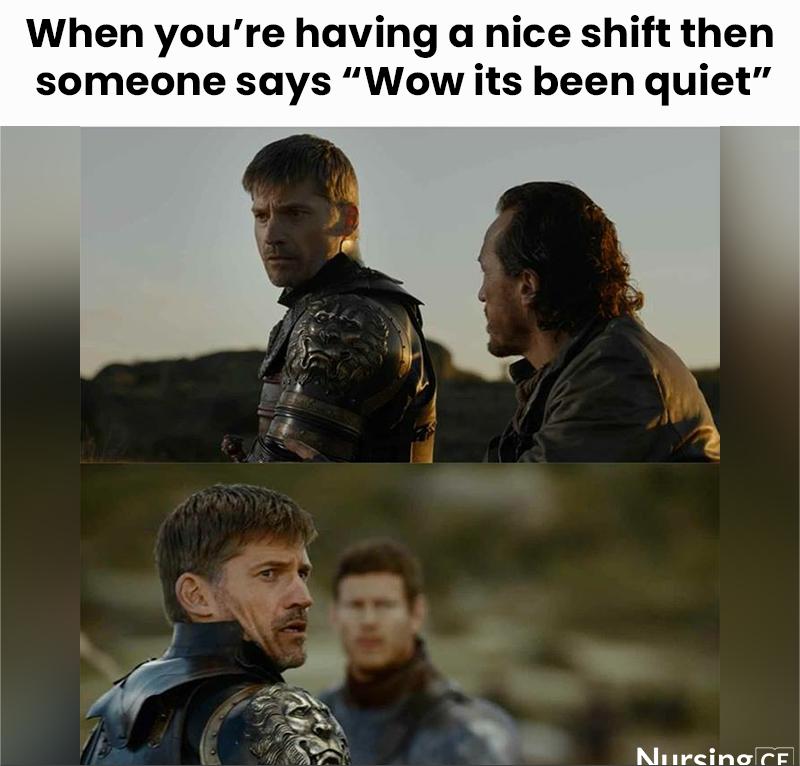 When you’re having a nice shift then
someone says “Wow its been quiet”
Nursing CE